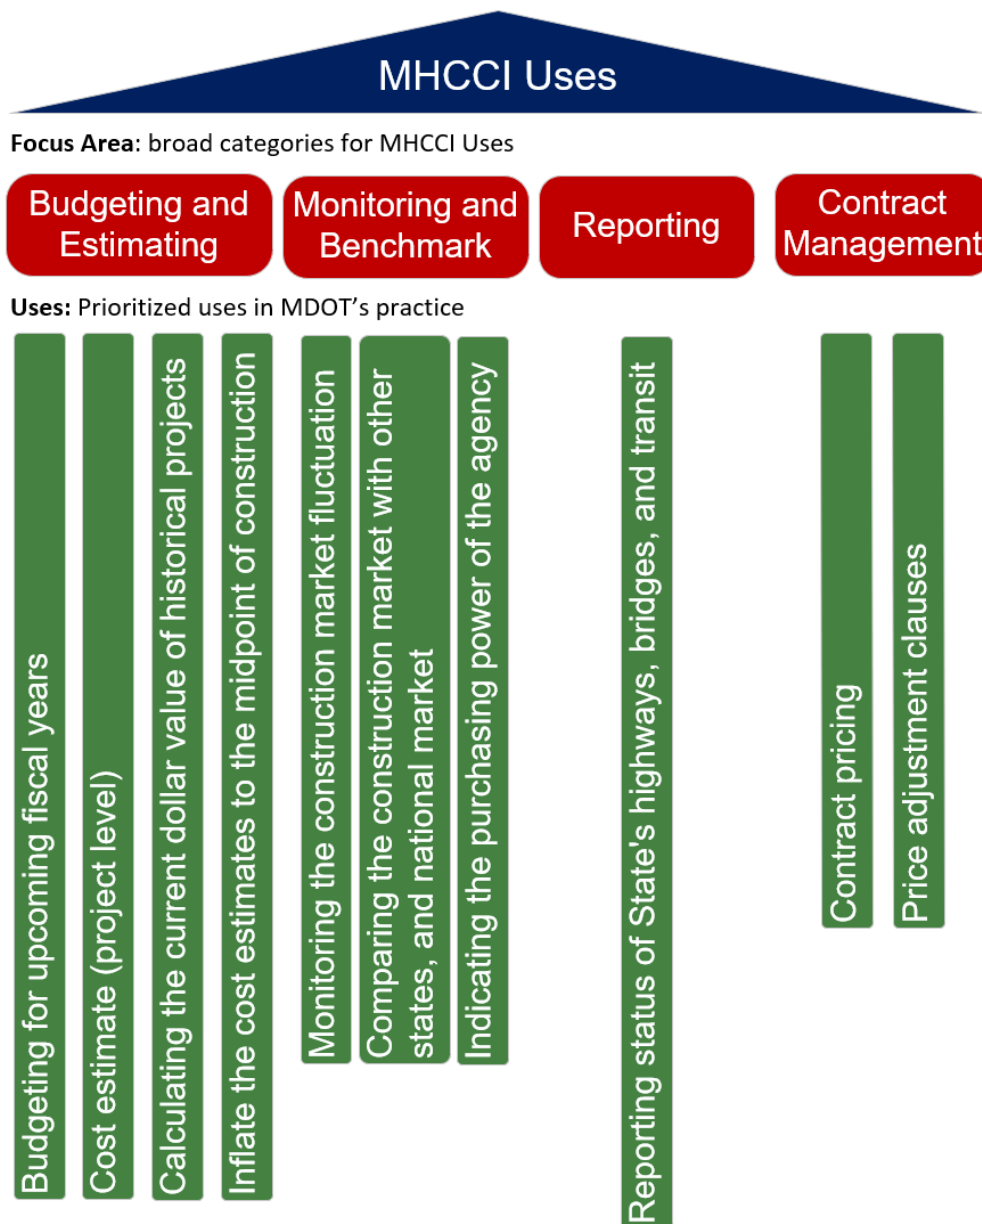 MHCCI Uses
Focus Area: broad categories for MHCCI Uses
Budgeting and
Estimating
Monitoring and
Benchmark
Reporting
Contract
Management
Uses: Prioritized uses in MDOT’s practice
Budgeting for upcoming fiscal years
Cost estimate (project level)
Calculating the current dollar value of historical projects
Inflate the cost estimates to the midpoint of construction
Monitoring the construction market fluctuation
Comparing the construction market with other
states, and national market
Indicating the purchasing power of the agency
Reporting status of State's highways, bridges, and transit
Contract pricing
Price adjustment clauses